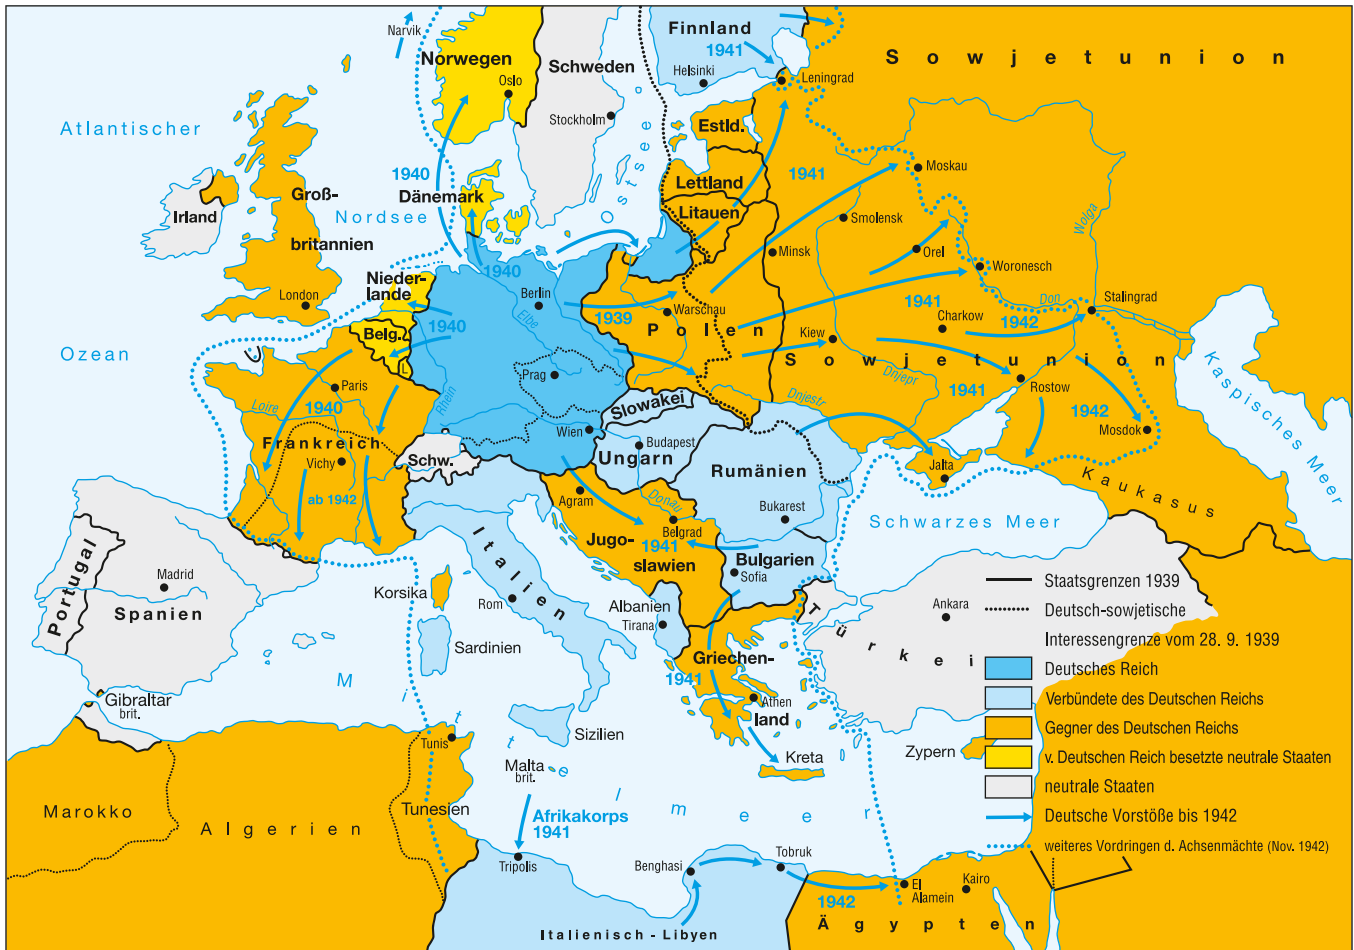 Narvik
Norwegen
Oslo
Schweden
Stockholm
Finnland
1941
Helsinki
Leningrad
Sowjetunion
Atlantischer
Ozean
Irland
Groß-
britannien
London
Nordsee
1940
Dänemark
Ostsee
Estld.
Lettland
Litauen
1941
Moskau
Smolensk
Wolga
Minsk
Orel
Woronesch
Nieder-
lande
1940
1940
Belg.
L.
Berlin
Elbe
1939
Warschau
Polen
1941
Charkow
1942
Don
Stalingrad
Kiew
Sowjetunion
Paris
1940
Loire
Frankreich
Vichy
ab 1942
Rhein
Prag
Wien
Slowakei
Budapest
Ungarn
Dnjestr
Dnjepr
1941
Rostow
1942
Mosdok
Kaspisches Meer
Schw.
Rumänien
Bukarest
Jalta
Kaukasus
Schwarzes Meer
Agram
Donau
Belgrad
Jugo-
slawien
1941
Bulgarien
Sofia
Italien
Rom
Korsika
Sardinien
Albanien
Tirana
Portugal
Madrid
Spanien
Gibraltar
brit.
Griechen-
land
1941
Athen
Türkei
Ankara
Mittelmeer
Sizilien
Malta
brit.
Kreta
Zypern
Tunis
Tunesien
Marokko
Algerien
Afrikakorps
1941
Tripolis
Benghasi
Tobruk
1942
El
Alamein
Kairo
Ägypten
Italienisch - Libyen
Staatsgrenzen 1939
Deutsch-sowjetische
Interessengrenze vom 28. 9. 1939
Deutsches Reich
Verbündete des Deutschen Reichs
Gegner des Deutschen Reichs
v. Deutschen Reich besetzte neutrale Staaten
neutrale Staaten
Deutsche Vorstöße bis 1942
weiteres Vordringen d. Achsenmächte (Nov. 1942)